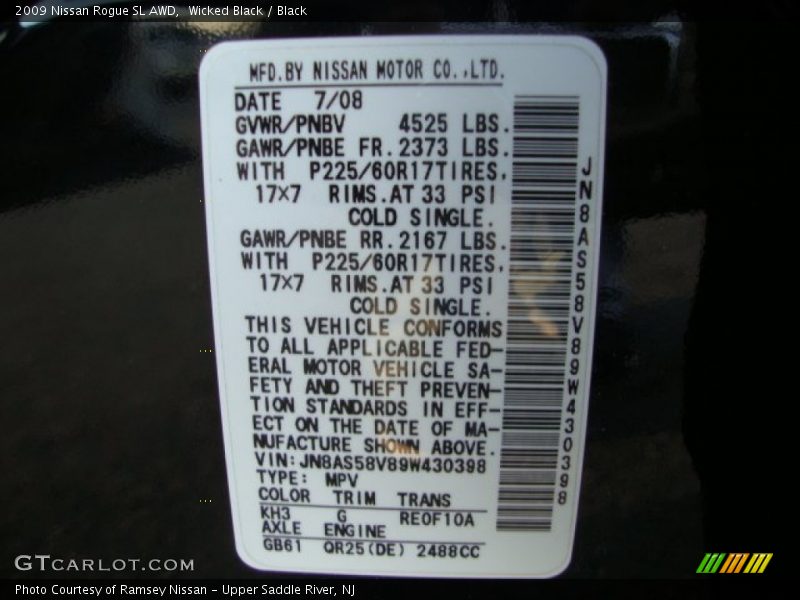 2009 Nissan Rogue SL AWD,  Wicked Black / Black
MFD.BY NISSAN MOTOR CO.,LTD.
DATE 7/08
GVWR/PNBV 4525 LBS.
GAWR/PNBE FR. 2373 LBS.
WITH P225/60R17TIRES,
17X7 RIMS.AT 33 PSI
COLD SINGLE.
GAWR/PNBE RR. 2167 LBS.
WITH P225/60R17TIRES,
17X7 RIMS.AT 33 PSI
COLD SINGLE.
THIS VEHICLE CONFORMS
TO ALL APPLICABLE FED-
ERAL MOTOR VEHICLE SA-
FETY AND THEFT PREVEN-
TION STANDARDS IN EFF-
ECT ON THE DATE OF MA-
NUFACTURE SHOWN ABOVE.
VIN:JN8AS58V89W430398
TYPE: MPV
COLOR TRIM TRANS
KH3 G RE0F10A
AXLE ENGINE
GB61 QR25(DE) 2488CC
JN8AS58V89W430398
GTcarlot.com
Photo Courtesy of Ramsey Nissan - Upper Saddle River, NJ